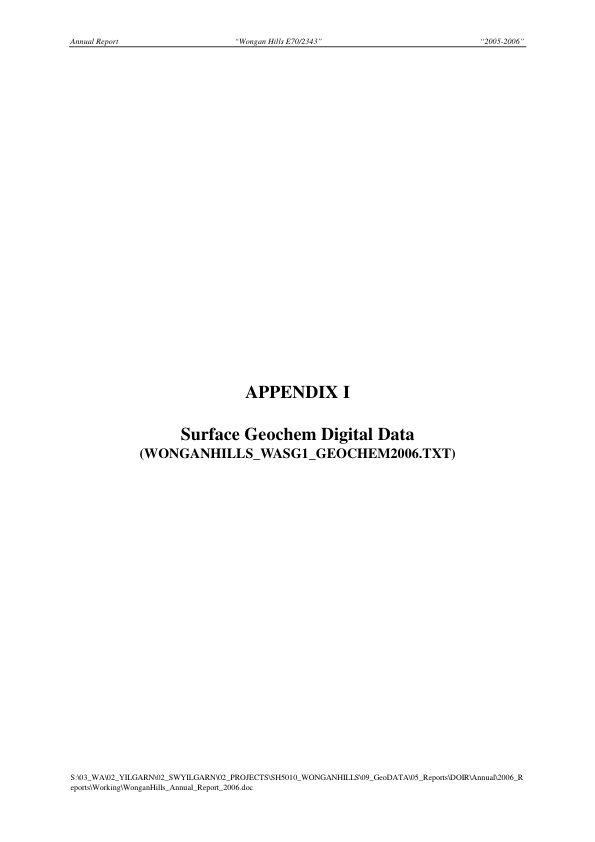 Annual Report "Wongan Hills E70/2343" "2005-2006"
APPENDIX I
Surface Geochem Digital Data
(WONGANHILLS_WASG1_GEOCHEM2006.TXT)
S:\03_WA\02_YILGARN\02_SWYILGARN\02_PROJECTS\SH5010_WONGANHILLS\09_GeoDATA\05_Reports\DOIR\Annual\2006_R
eports\Working\WonganHills_Annual_Report_2006.doc